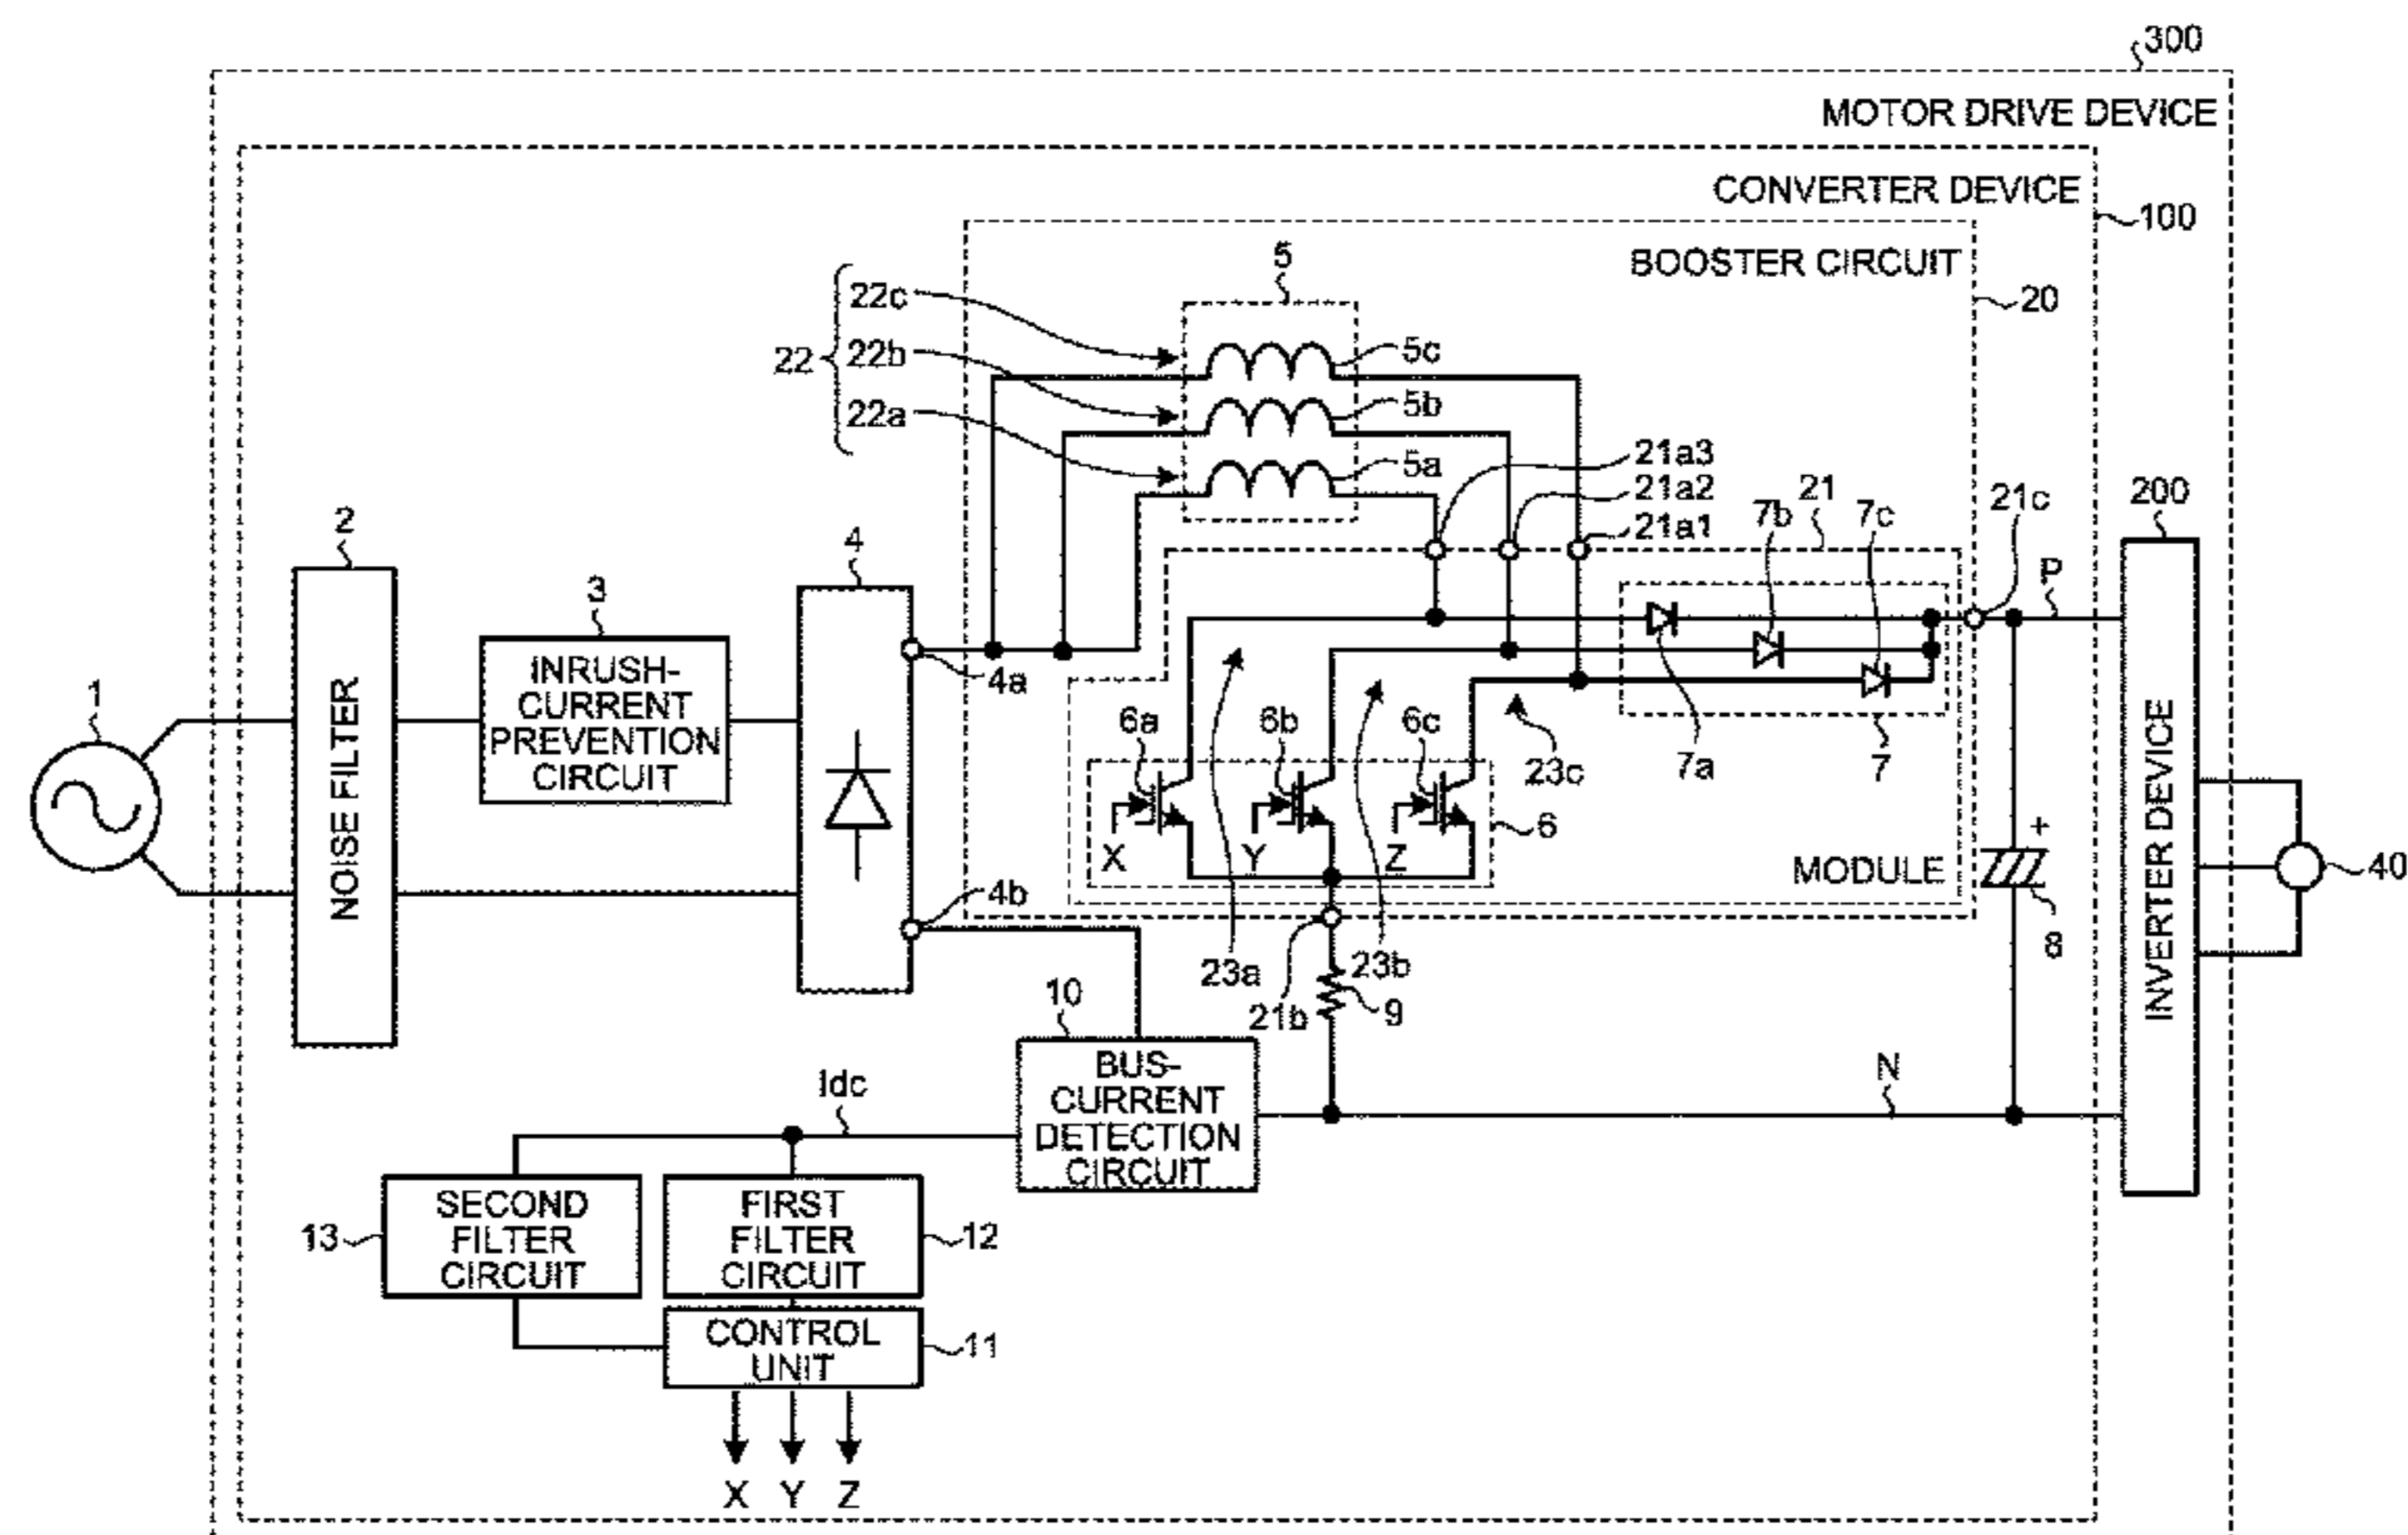 300
MOTOR DRIVE DEVICE
CONVERTER DEVICE
100
BOOSTER CIRCUIT
20
5
22
22c
22b
22a
5c
5b
5a
21a3
21a2
21a1
21
7b
7c
21c
200
P
1
2
NOISE FILTER
3
INRUSH-
CURRENT
PREVENTION
CIRCUIT
4
4a
4b
6a
6b
6c
23c
7a
7
X
Y
Z
6
MODULE
+
8
INVERTER DEVICE
40
23a
23b
21b
9
10
BUS-
CURRENT
DETECTION
CIRCUIT
N
Idc
13
SECOND
FILTER
CIRCUIT
FIRST
FILTER
CIRCUIT
12
CONTROL
UNIT
11
X Y Z